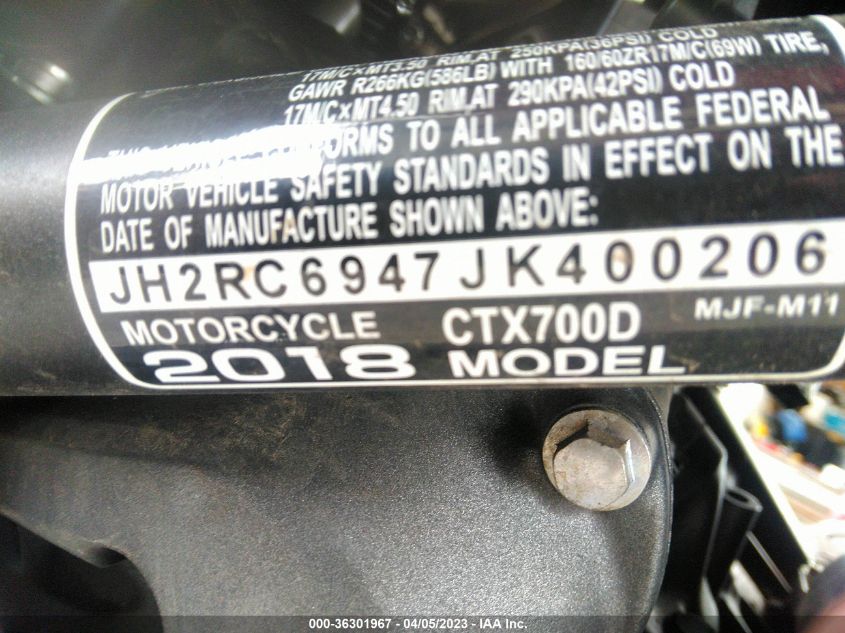 17M/C×MT3.50 RIM,AT 250KPA(36PSI) COLD
GAWR R266KG(586LB) WITH 160/60ZR17M/C(69W) TIRE,
17M/C×MT4.50 RIM,AT 290KPA(42PSI) COLD
CONFORMS TO ALL APPLICABLE FEDERAL
MOTOR VEHICLE SAFETY STANDARDS IN EFFECT ON THE
DATE OF MANUFACTURE SHOWN ABOVE:
JH2RC6947JK400206
MOTORCYCLE CTX700D MJF-M11
2018 MODEL
000-36301967 - 04/05/2023 - IAA Inc.